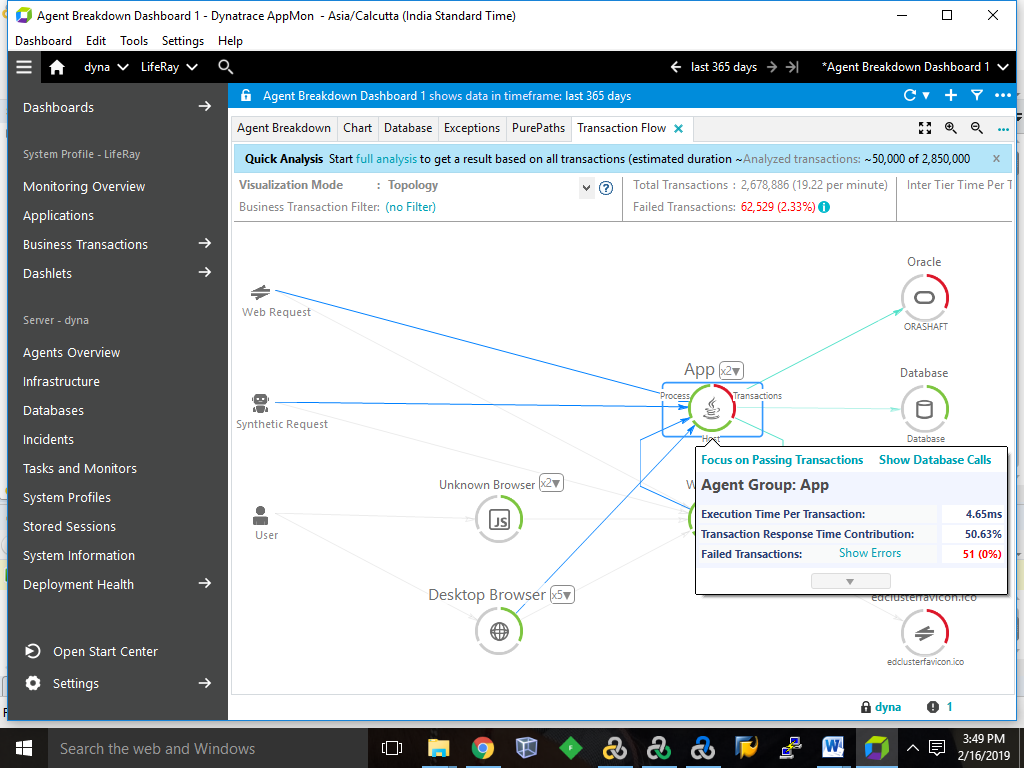 Agent Breakdown Dashboard 1 - Dynatrace AppMon - Asia/Calcutta (India Standard Time)
Dashboard Edit Tools Settings Help
dyna LifeRay last 365 days *Agent Breakdown Dashboard 1
Agent Breakdown Dashboard 1 shows data in timeframe: last 365 days
Dashboards
System Profile - LifeRay
Monitoring Overview
Applications
Business Transactions
Dashlets
Server - dyna
Agents Overview
Infrastructure
Databases
Incidents
Tasks and Monitors
System Profiles
Stored Sessions
System Information
Deployment Health
Open Start Center
Settings
Agent Breakdown Chart Database Exceptions PurePaths Transaction Flow
Quick Analysis Start full analysis to get a result based on all transactions (estimated duration ~Analyzed transactions: ~50,000 of 2,850,000
Visualization Mode : Topology
Business Transaction Filter: (no Filter)
Total Transactions : 2,678,886 (19.22 per minute)
Failed Transactions: 62,529 (2.33%)
Inter Tier Time Per T
Oracle
ORASHAFT
Web Request
App x2
Process Transactions
Host
Database
Database
Synthetic Request
Unknown Browser x2
JS
User
W
Desktop Browser x5
Focus on Passing Transactions Show Database Calls
Agent Group: App
Execution Time Per Transaction: 4.65ms
Transaction Response Time Contribution: 50.63%
Failed Transactions: Show Errors 51 (0%)
edclusterfavicon.ico
edclusterfavicon.ico
dyna 1
Search the web and Windows
3:49 PM
2/16/2019